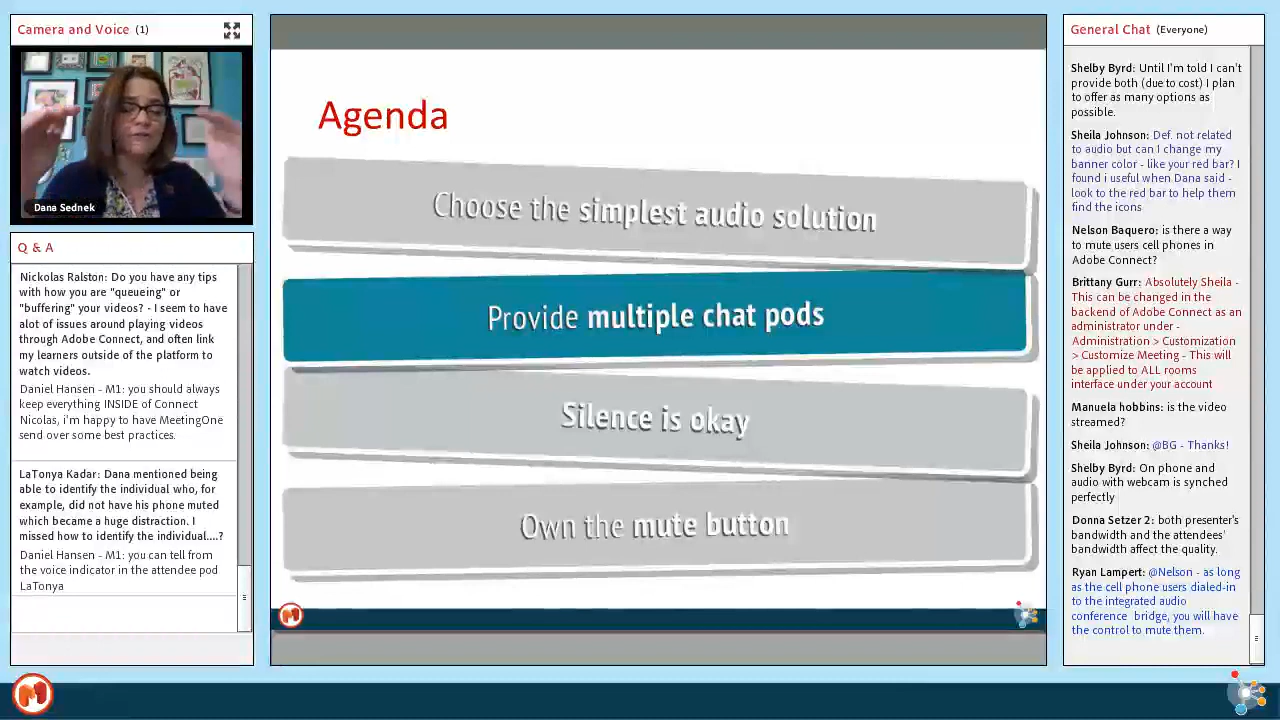 Camera and Voice (1)
Dana Sednek
Q & A
Nickolas Ralston: Do you have any tips
with how you are "queueing" or
"buffering" your videos? - I seem to have
alot of issues around playing videos
through Adobe Connect, and often link
my learners outside of the platform to
watch videos.
Daniel Hansen - M1: you should always
keep everything INSIDE of Connect
Nicolas, i'm happy to have MeetingOne
send over some best practices.
LaTonya Kadar: Dana mentioned being
able to identify the individual who, for
example, did not have his phone muted
which became a huge distraction. I
missed how to identify the individual....?
Daniel Hansen - M1: you can tell from
the voice indicator in the attendee pod
LaTonya
Agenda
Choose the simplest audio solution
Provide multiple chat pods
Silence is okay
Own the mute button
General Chat (Everyone)
Shelby Byrd: Until I'm told I can't
provide both (due to cost) I plan
to offer as many options as
possible.
Sheila Johnson: Def. not related
to audio but can I change my
banner color - like your red bar? I
found i useful when Dana said -
look to the red bar to help them
find the icons
Nelson Baquero: is there a way
to mute users cell phones in
Adobe Connect?
Brittany Gurr: Absolutely Sheila -
This can be changed in the
backend of Adobe Connect as an
administrator under -
Administration > Customization
> Customize Meeting - This will
be applied to ALL rooms
interface under your account
Manuela hobbins: is the video
streamed?
Sheila Johnson: @BG - Thanks!
Shelby Byrd: On phone and
audio with webcam is synched
perfectly
Donna Setzer 2: both presenter's
bandwidth and the attendees'
bandwidth affect the quality.
Ryan Lampert: @Nelson - as long
as the cell phone users dialed-in
to the integrated audio
conference bridge, you will have
the control to mute them.